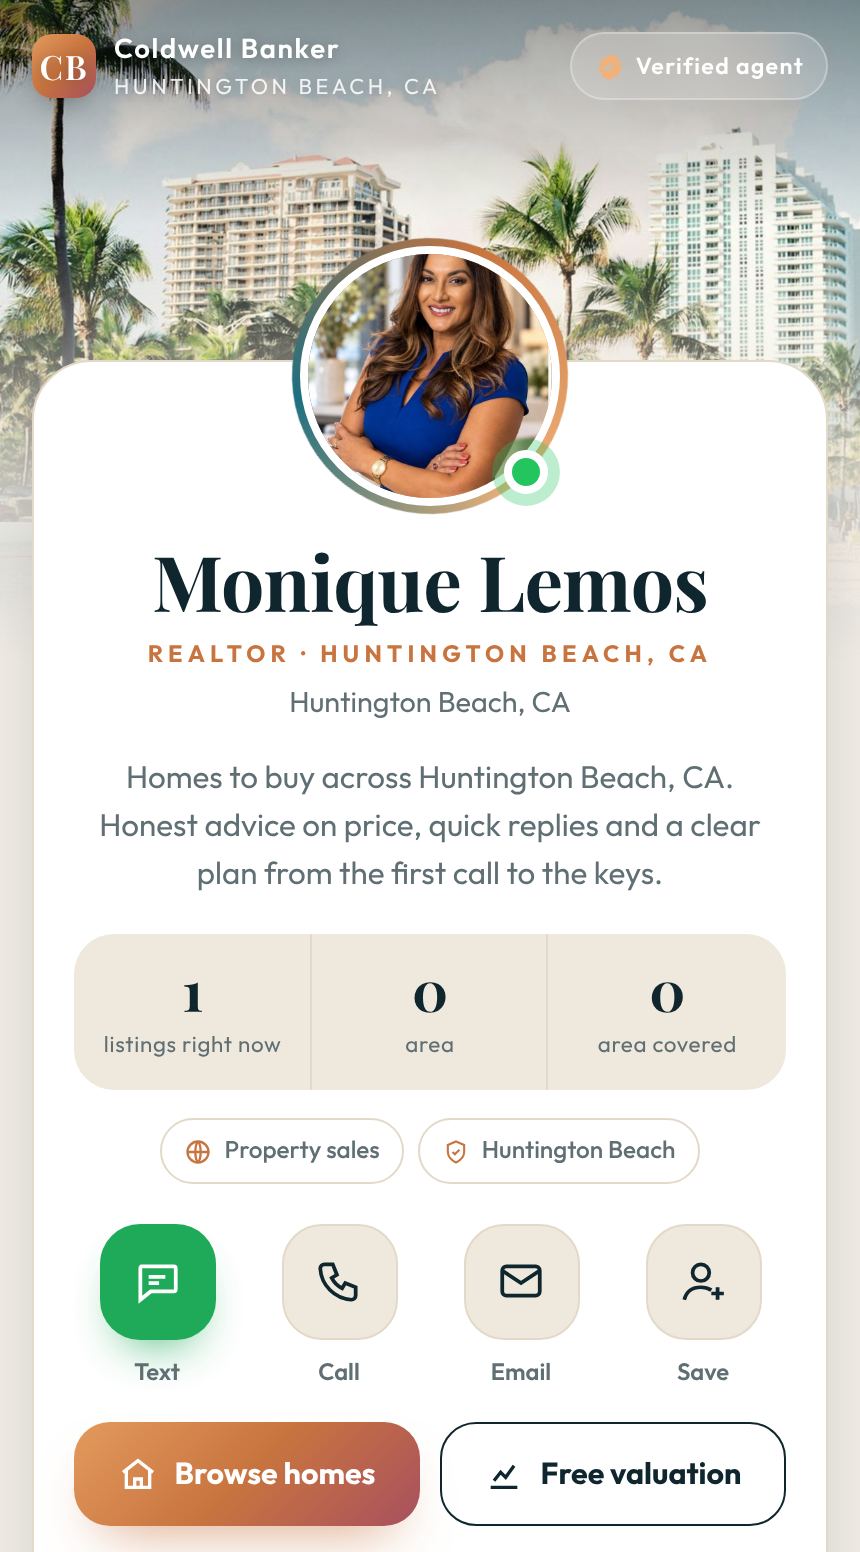 CB
Coldwell Banker
HUNTINGTON BEACH, CA
Verified agent
Monique Lemos
REALTOR · HUNTINGTON BEACH, CA
Huntington Beach, CA
Homes to buy across Huntington Beach, CA.
Honest advice on price, quick replies and a clear
plan from the first call to the keys.
1
listings right now
0
area
0
area covered
Property sales
Huntington Beach
Text
Call
Email
Save
Browse homes
Free valuation